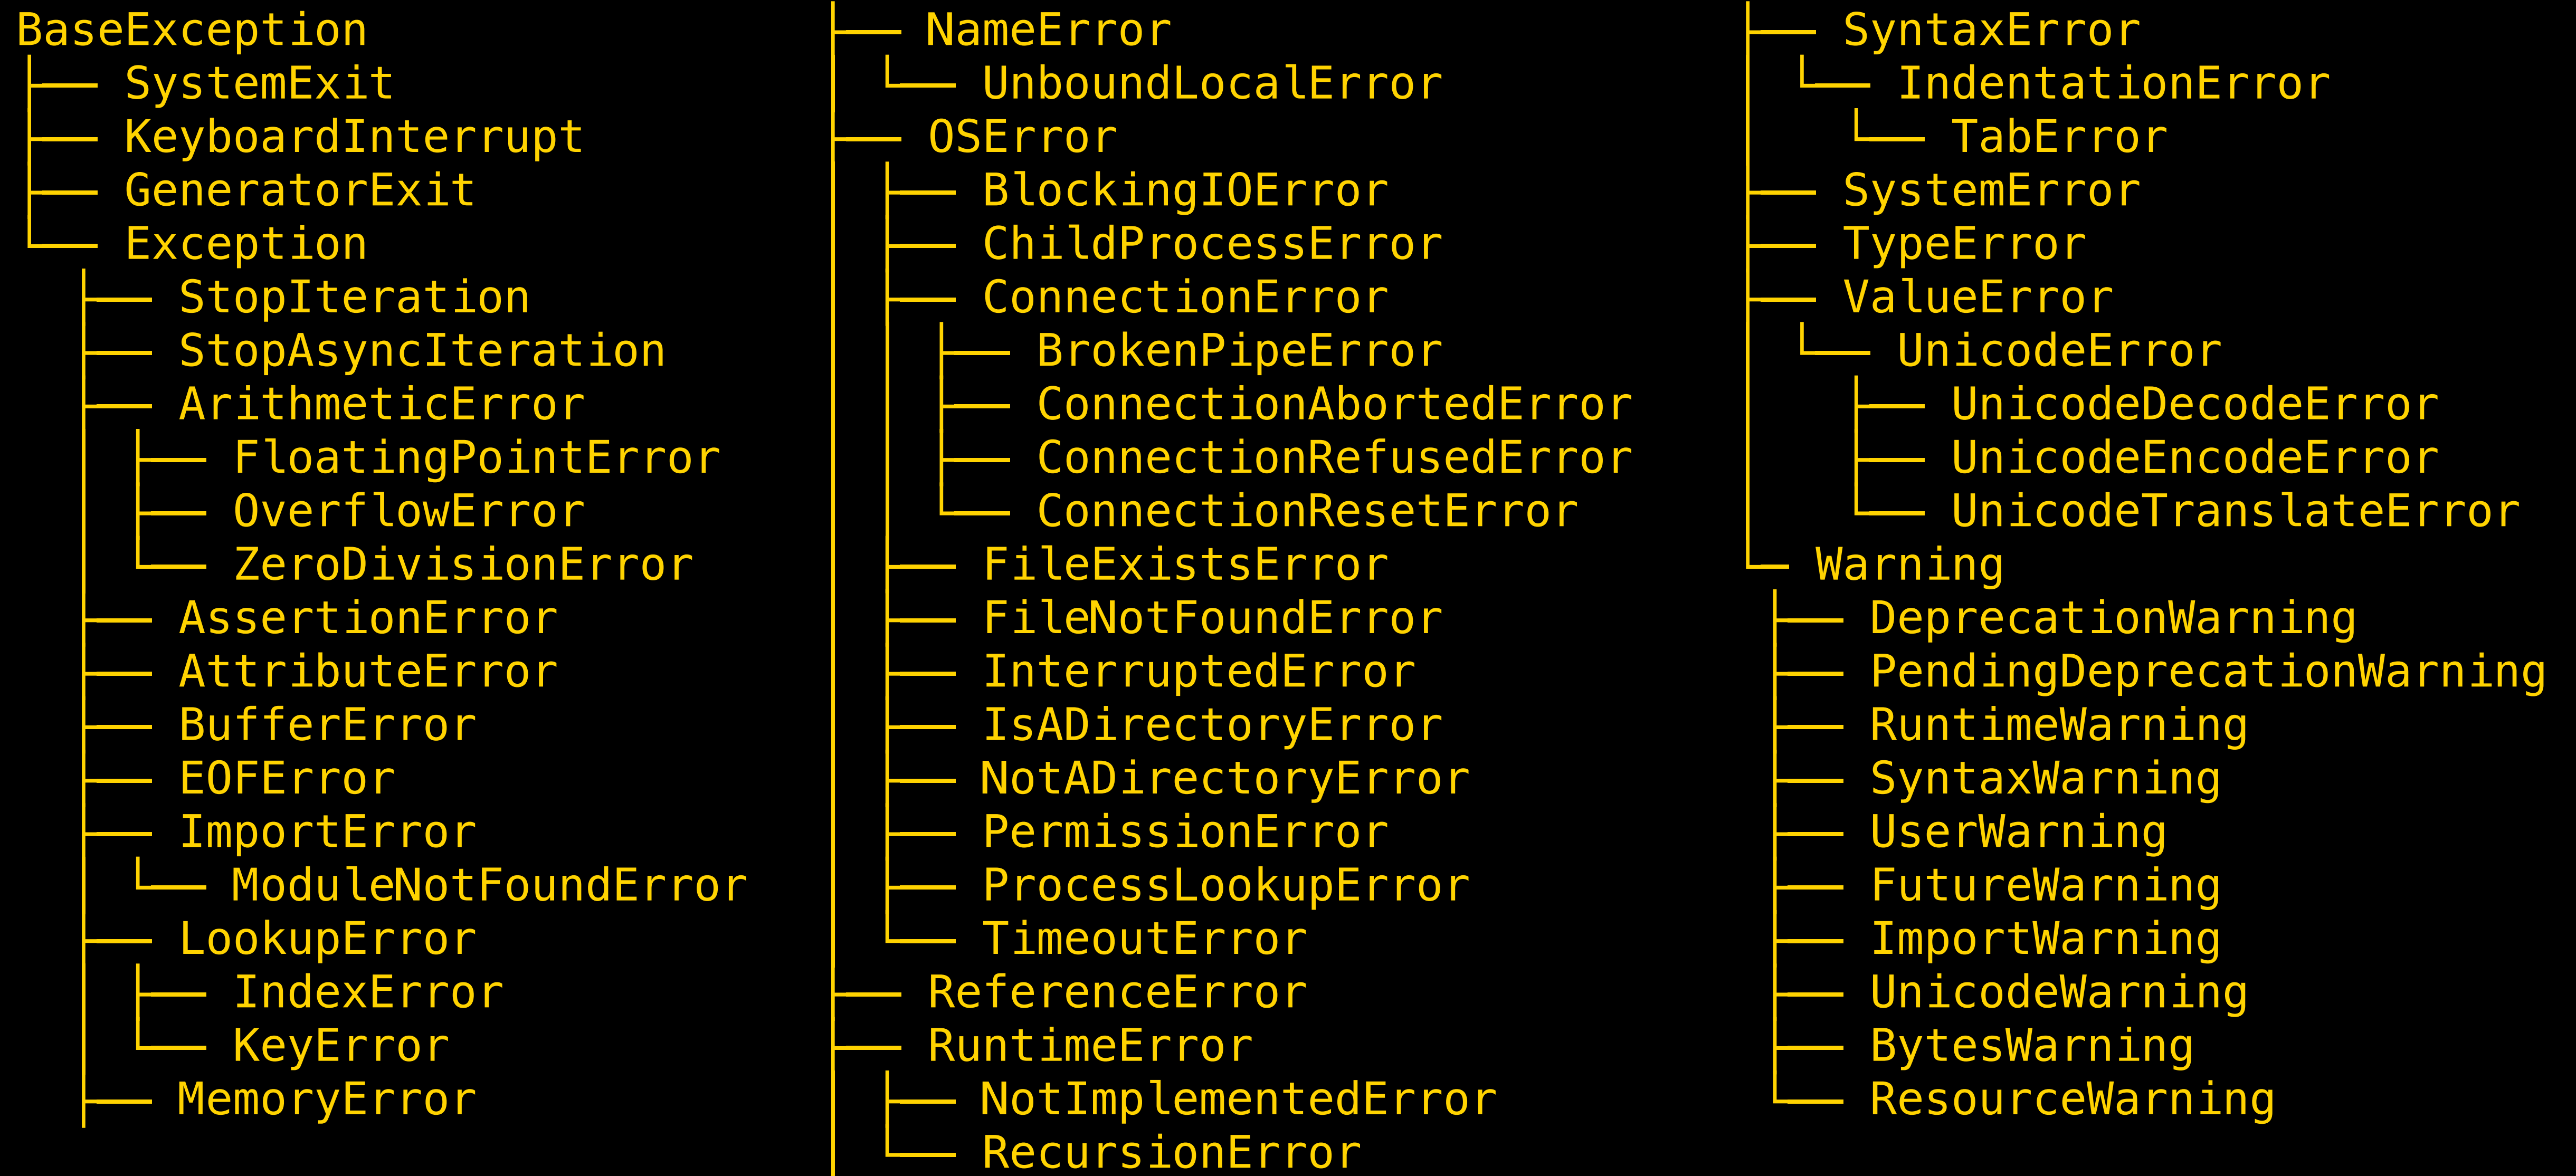 BaseException
SystemExit
KeyboardInterrupt
GeneratorExit
Exception
StopIteration
StopAsyncIteration
ArithmeticError
FloatingPointError
OverflowError
ZeroDivisionError
AssertionError
AttributeError
BufferError
EOFError
ImportError
ModuleNotFoundError
LookupError
IndexError
KeyError
MemoryError
NameError
UnboundLocalError
OSError
BlockingIOError
ChildProcessError
ConnectionError
BrokenPipeError
ConnectionAbortedError
ConnectionRefusedError
ConnectionResetError
FileExistsError
FileNotFoundError
InterruptedError
IsADirectoryError
NotADirectoryError
PermissionError
ProcessLookupError
TimeoutError
ReferenceError
RuntimeError
NotImplementedError
RecursionError
SyntaxError
IndentationError
TabError
SystemError
TypeError
ValueError
UnicodeError
UnicodeDecodeError
UnicodeEncodeError
UnicodeTranslateError
Warning
DeprecationWarning
PendingDeprecationWarning
RuntimeWarning
SyntaxWarning
UserWarning
FutureWarning
ImportWarning
UnicodeWarning
BytesWarning
ResourceWarning